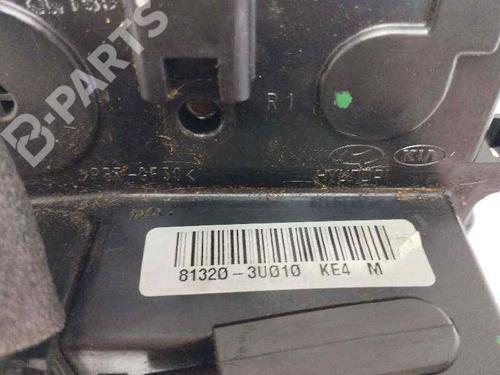 B-PARTS
R1
KIA
HYUNDAI
81320-3U010 KE4 M